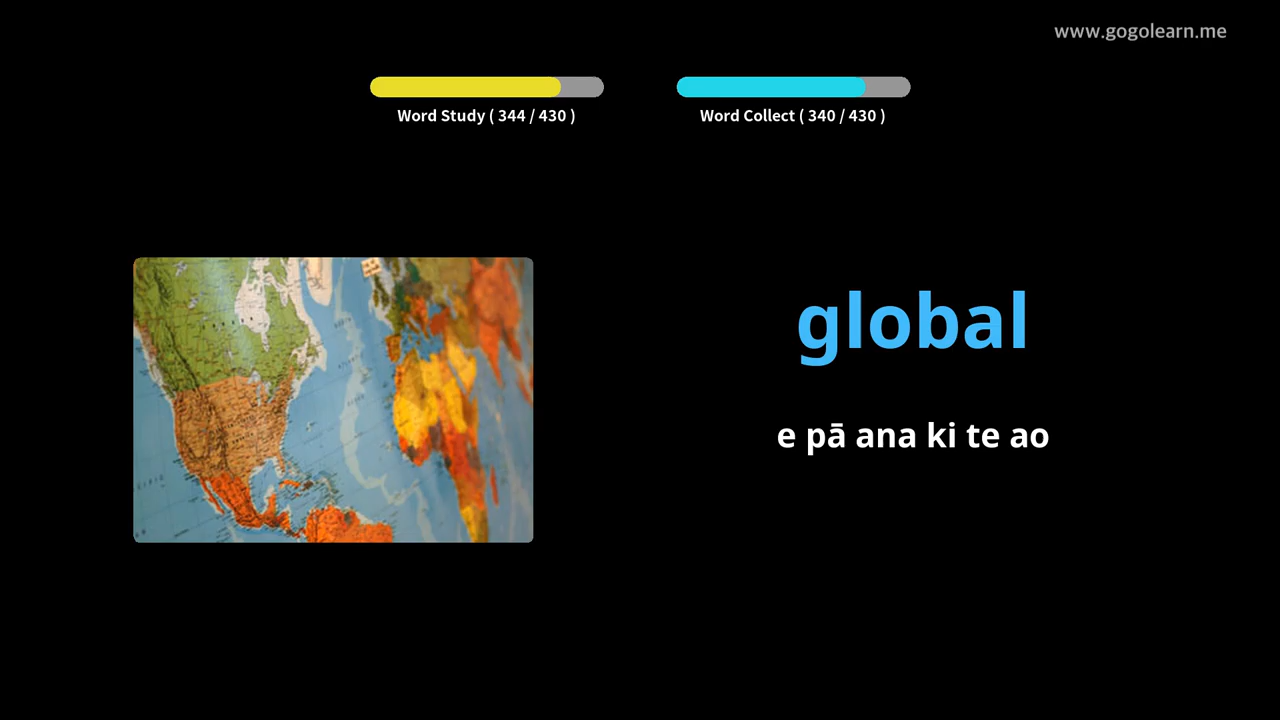 www.gogolearn.me
Word Study ( 344 / 430 )
Word Collect ( 340 / 430 )
global
e pā ana ki te ao